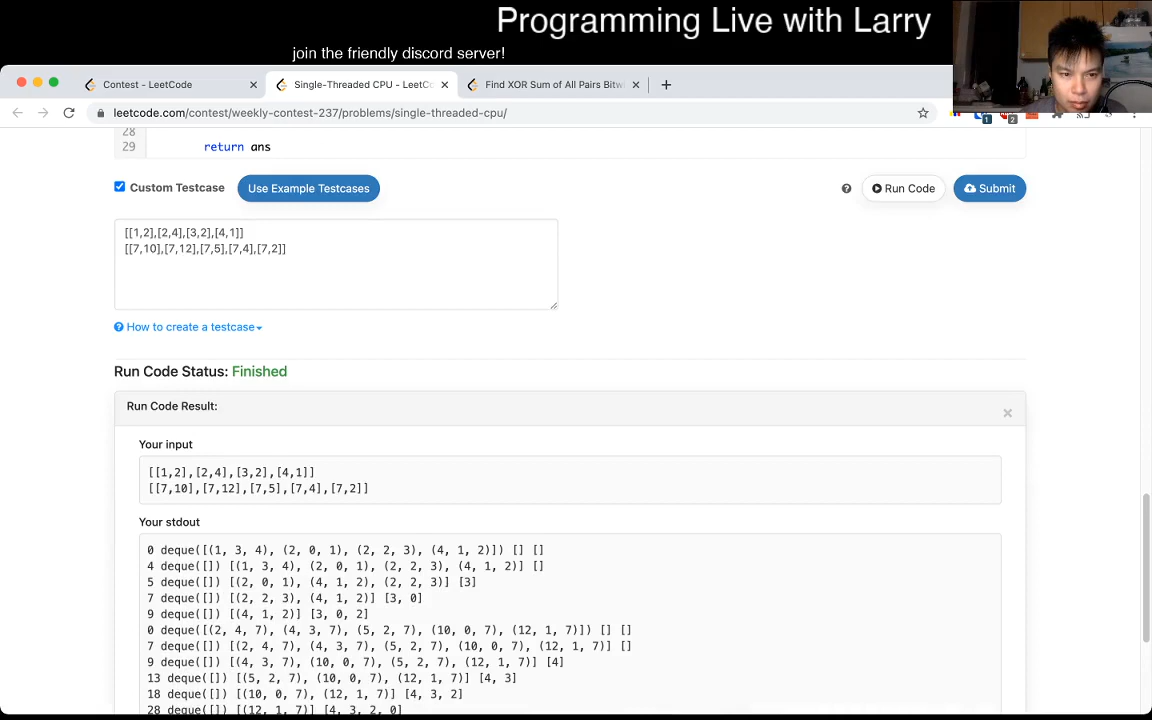 Programming Live with Larry
join the friendly discord server!
Contest - LeetCode
Single-Threaded CPU - LeetCo
Find XOR Sum of All Pairs Bitwi
leetcode.com/contest/weekly-contest-237/problems/single-threaded-cpu/
1
2
28
29 return ans
Custom Testcase
Use Example Testcases
Run Code
Submit
[[1,2],[2,4],[3,2],[4,1]]
[[7,10],[7,12],[7,5],[7,4],[7,2]]
How to create a testcase
Run Code Status: Finished
Run Code Result:
Your input
[[1,2],[2,4],[3,2],[4,1]]
[[7,10],[7,12],[7,5],[7,4],[7,2]]
Your stdout
0 deque([(1, 3, 4), (2, 0, 1), (2, 2, 3), (4, 1, 2)]) [] []
4 deque([]) [(1, 3, 4), (2, 0, 1), (2, 2, 3), (4, 1, 2)] []
5 deque([]) [(2, 0, 1), (4, 1, 2), (2, 2, 3)] [3]
7 deque([]) [(2, 2, 3), (4, 1, 2)] [3, 0]
9 deque([]) [(4, 1, 2)] [3, 0, 2]
0 deque([(2, 4, 7), (4, 3, 7), (5, 2, 7), (10, 0, 7), (12, 1, 7)]) [] []
7 deque([]) [(2, 4, 7), (4, 3, 7), (5, 2, 7), (10, 0, 7), (12, 1, 7)] []
9 deque([]) [(4, 3, 7), (10, 0, 7), (5, 2, 7), (12, 1, 7)] [4]
13 deque([]) [(5, 2, 7), (10, 0, 7), (12, 1, 7)] [4, 3]
18 deque([]) [(10, 0, 7), (12, 1, 7)] [4, 3, 2]
28 deque([]) [(12, 1, 7)] [4, 3, 2, 0]